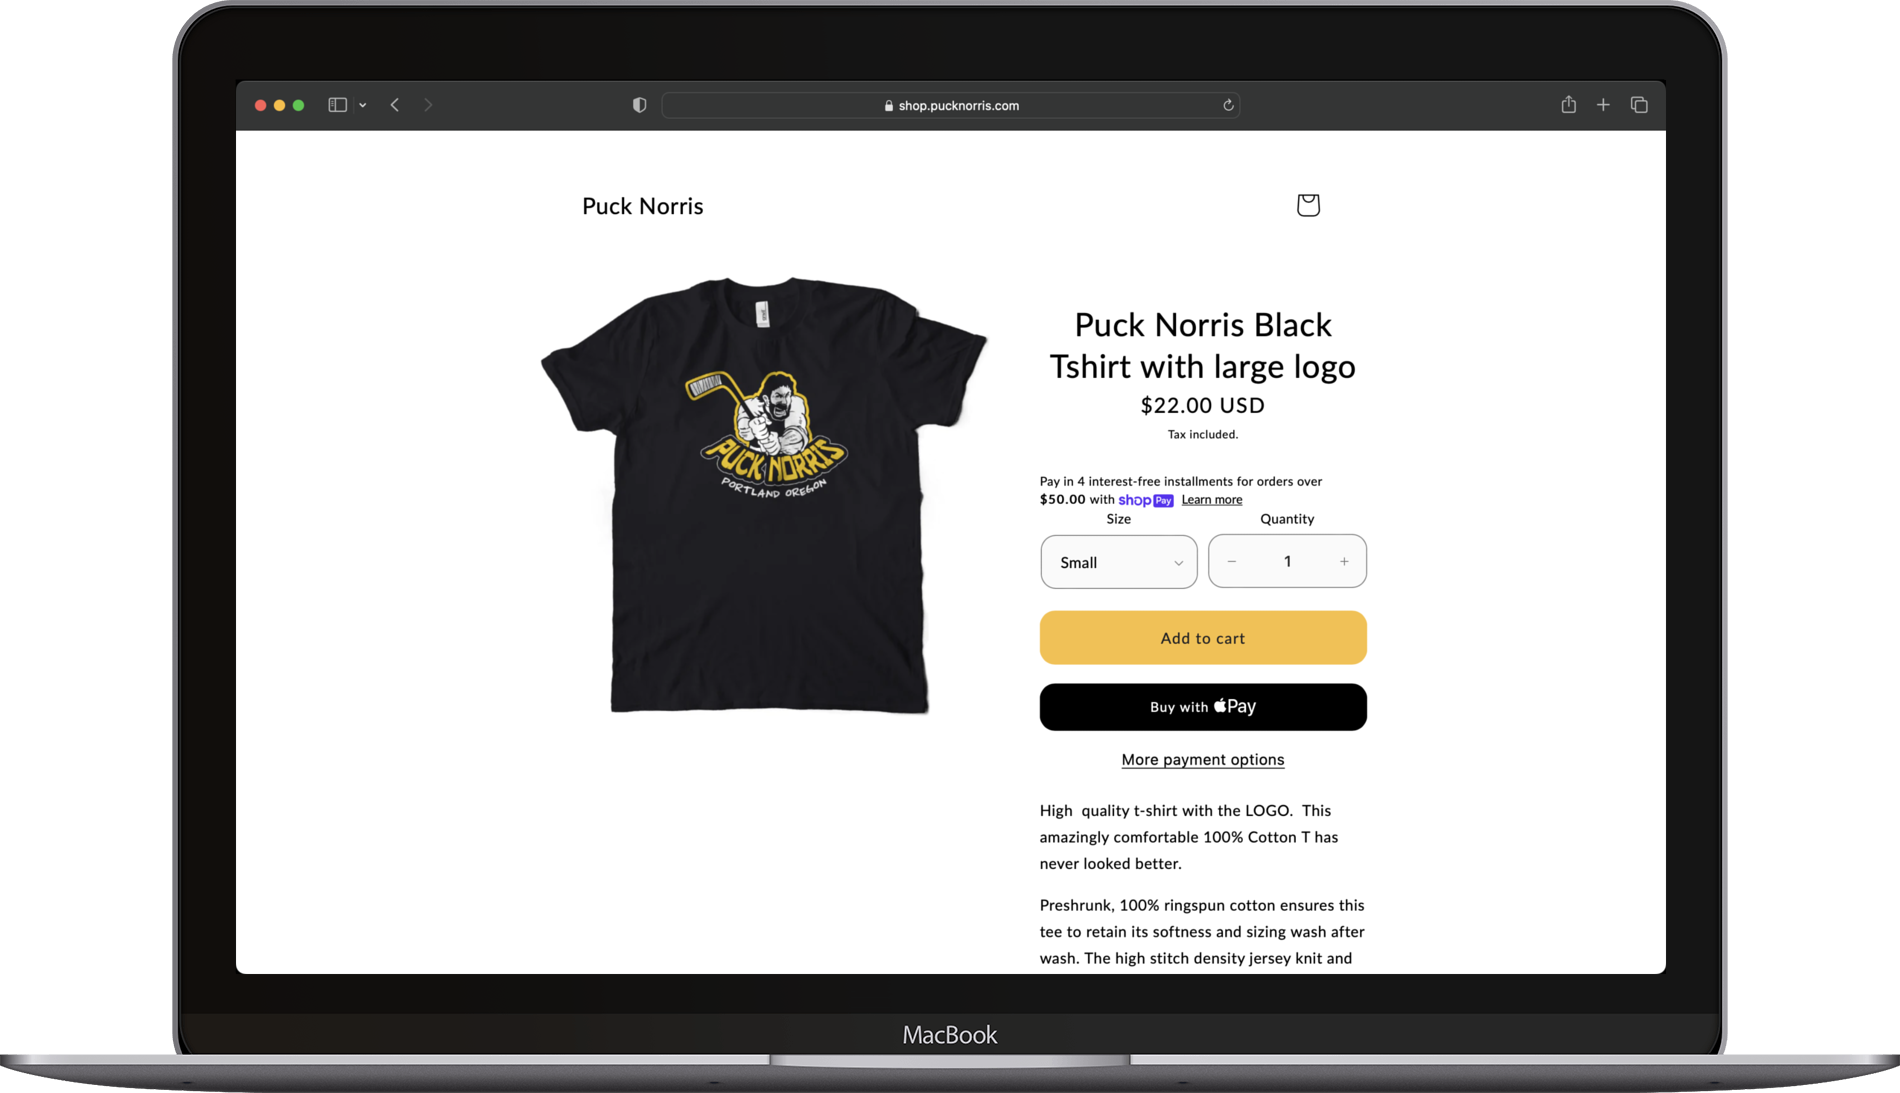 shop.pucknorris.com
Puck Norris
PUCK NORRIS
PORTLAND OREGON
Puck Norris Black
Tshirt with large logo
$22.00 USD
Tax included.
Pay in 4 interest-free installments for orders over
$50.00 with shop Pay Learn more
Size
Quantity
Small
1
Add to cart
Buy with Pay
More payment options
High  quality t-shirt with the LOGO.  This
amazingly comfortable 100% Cotton T has
never looked better.
Preshrunk, 100% ringspun cotton ensures this
tee to retain its softness and sizing wash after
wash. The high stitch density jersey knit and
MacBook